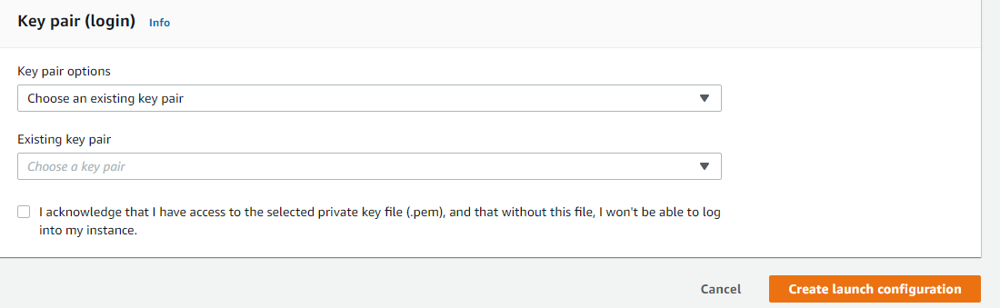 Key pair (login) Info
Key pair options
Choose an existing key pair
Existing key pair
Choose a key pair
I acknowledge that I have access to the selected private key file (.pem), and that without this file, I won't be able to log
into my instance.
Cancel Create launch configuration